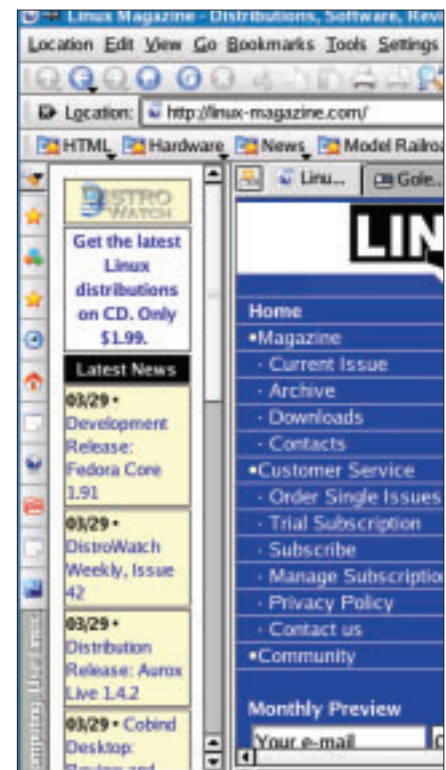 Linux Magazine - Distributions, Software, Rev
Location Edit View Go Bookmarks Tools Settings
Location: http://linux-magazine.com/
HTML Hardware News Model Railroa
Linu... Gole...
DISTRO
WATCH
Get the latest
Linux
distributions
on CD. Only
$1.99.
Latest News
03/29 •
Development
Release:
Fedora Core
1.91
03/29 •
DistroWatch
Weekly, Issue
42
03/29 •
Distribution
Release: Aurox
Live 1.4.2
03/29 • Cobind
Desktop:
Review and
LIN
Home
•Magazine
· Current Issue
· Archive
· Downloads
· Contacts
•Customer Service
· Order Single Issues
· Trial Subscription
· Subscribe
· Manage Subscriptio
· Privacy Policy
· Contact us
•Community
Monthly Preview
Your e-mail